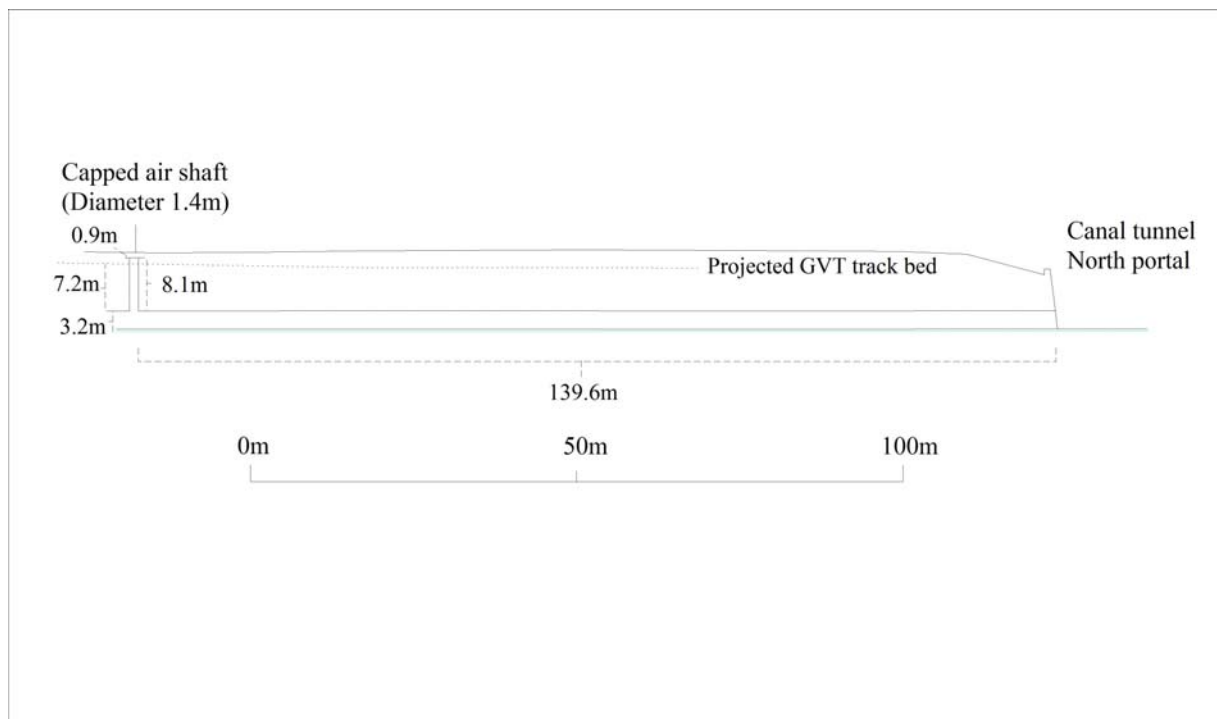 Capped air shaft
(Diameter 1.4m)
0.9m
7.2m
8.1m
3.2m
Projected GVT track bed
Canal tunnel
North portal
139.6m
0m
50m
100m